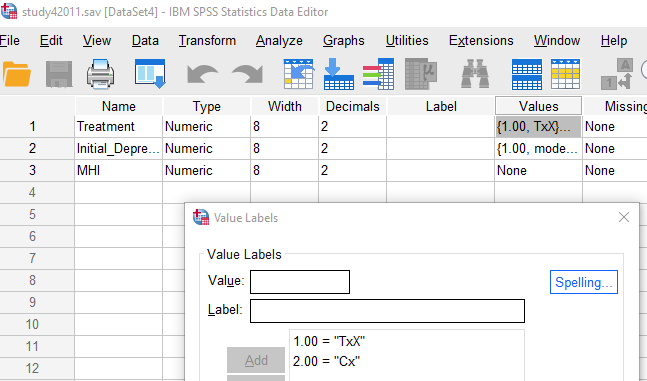 study42011.sav [DataSet4] - IBM SPSS Statistics Data Editor
File Edit View Data Transform Analyze Graphs Utilities Extensions Window Help
Name Type Width Decimals Label Values Missing
1 Treatment Numeric 8 2 {1.00, TxX}... None
2 Initial_Depre... Numeric 8 2 {1.00, mode... None
3 MHI Numeric 8 2 None None
4
5
6
7
8
9
10
11
12
Value Labels
Value Labels
Value:
Spelling...
Label:
1.00 = "TxX"
Add
2.00 = "Cx"